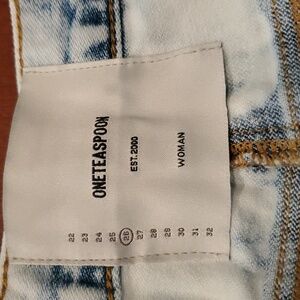 ONETEASPOON
EST.2000
WOMAN
22 23 24 25 26 27 28 29 30 31 32